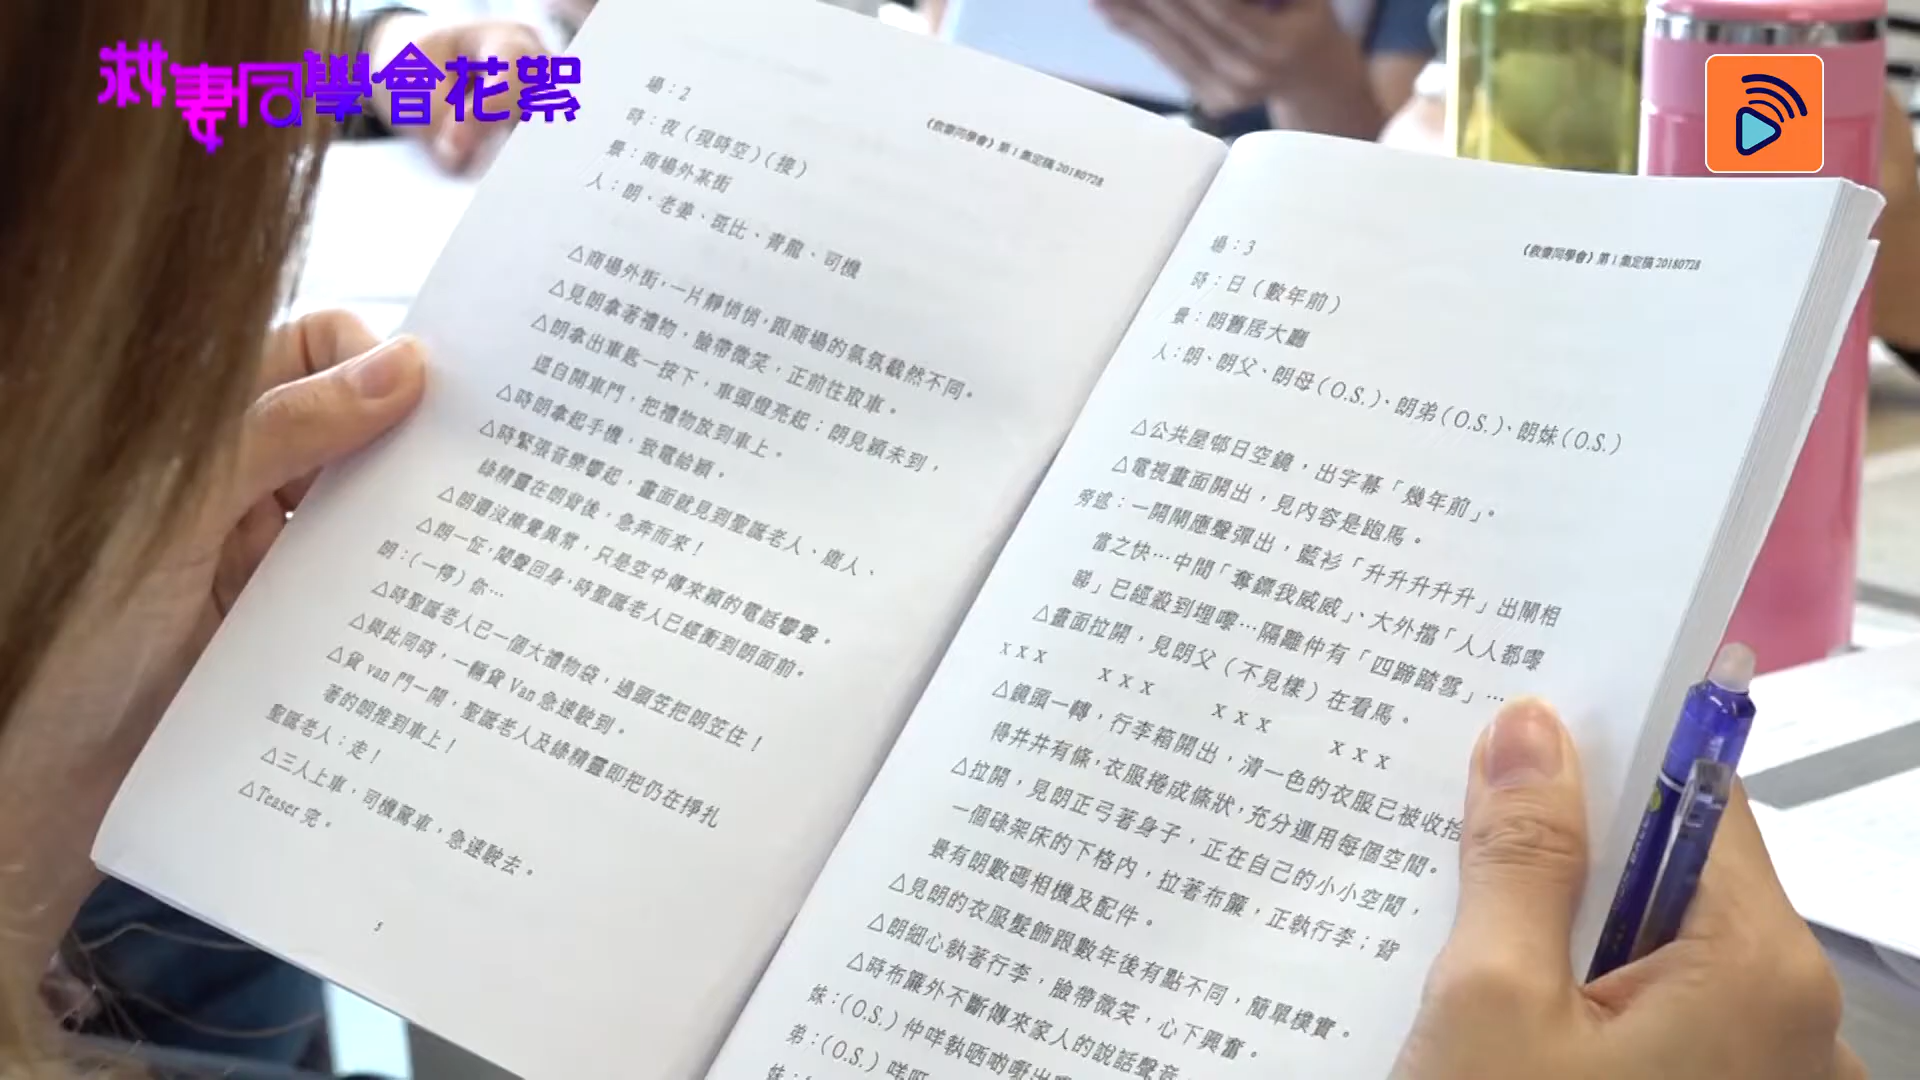 救妻同學會花絮
《救妻同學會》第1集定稿20180728
場：2
時：夜（現時空）（接）
景：商場外某街
人：朗、老姜、斑比、青龍、司機
△商場外街，一片靜悄悄，跟商場的氣氛截然不同。
△見朗拿著禮物，臉帶微笑，正前往取車。
△朗拿出車匙一按下，車頭燈亮起；朗見穎未到，
逕自開車門，把禮物放到車上。
△時朗拿起手機，致電給穎。
△時緊張音樂響起，畫面就見到聖誕老人、鹿人、
綠精靈在朗背後，急奔而來！
△朗還沒察覺異常，只是空中傳來穎的電話響聲。
△朗一怔，聞聲回身，時聖誕老人已經衝到朗面前。
朗：（一愕）你…
△時聖誕老人已一個大禮物袋，過頭笠把朗笠住！
△與此同時，一輛貨Van急速駛到。
△貨van門一開，聖誕老人及綠精靈即把仍在掙扎
著的朗推到車上！
聖誕老人：走！
△三人上車，司機駕車，急速駛去。
△Teaser完。
5
《救妻同學會》第1集定稿20180728
場：3
時：日（數年前）
景：朗舊居大廳
人：朗、朗父、朗母（O.S.）、朗弟（O.S.）、朗妹（O.S.）
△公共屋邨日空鏡，出字幕「幾年前」。
△電視畫面開出，見內容是跑馬。
旁述：一開閘應聲彈出，藍衫「升升升升升」出閘相
當之快…中間「奪鏢我威威」、大外擋「人人都嚟
睇」已經殺到埋嚟…隔離仲有「四蹄踏雪」…
△畫面拉開，見朗父（不見樣）在看馬。
xxx xxx xxx xxx
△鏡頭一轉，行李箱開出，清一色的衣服已被收拾
得井井有條，衣服捲成條狀，充分運用每個空間。
△拉開，見朗正弓著身子，正在自己的小小空間，
一個碌架床的下格內，拉著布簾，正執行李；背
景有朗數碼相機及配件。
△見朗的衣服髮飾跟數年後有點不同，簡單樸實。
△朗細心執著行李，臉帶微笑，心下興奮。
△時布簾外不斷傳來家人的說話聲音
妹：（O.S.）仲咩執晒啲嘢出
弟：（O.S.）咩呀
妹：